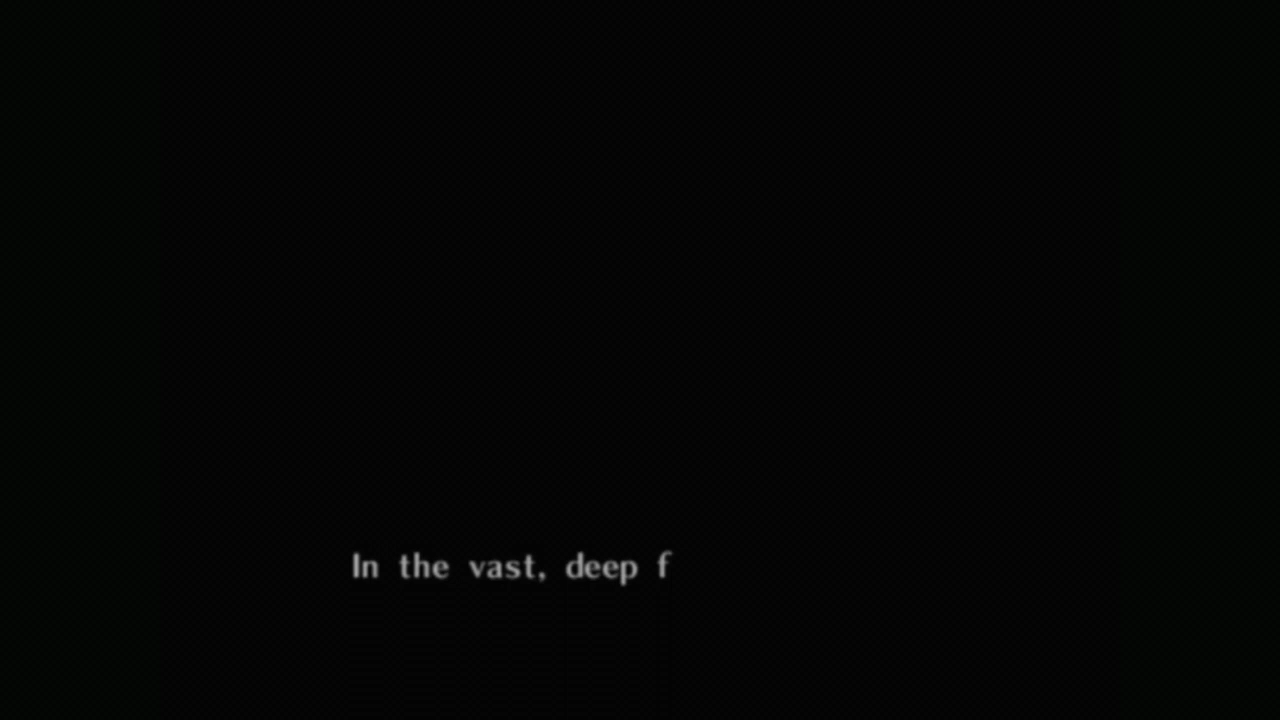 In the vast, deep f